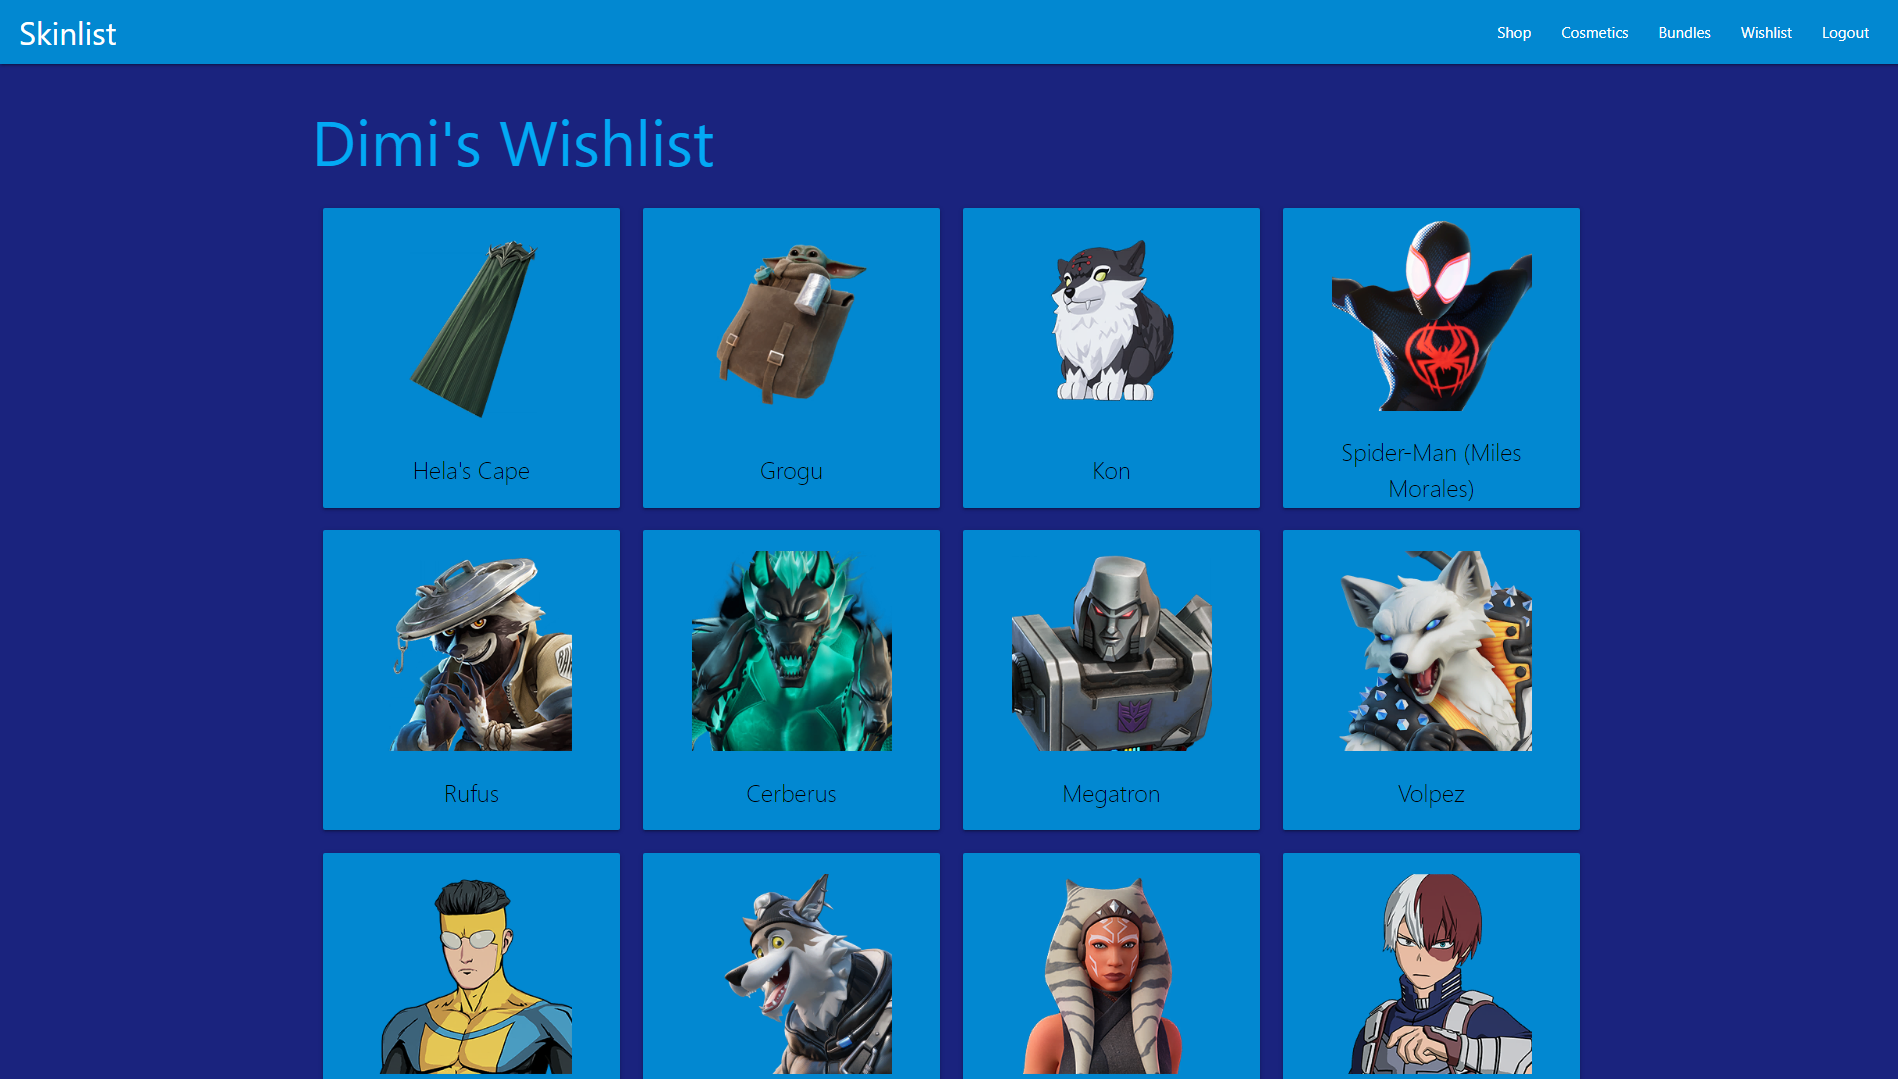 Skinlist
Shop Cosmetics Bundles Wishlist Logout
Dimi's Wishlist
Hela's Cape
Grogu
Kon
Spider-Man (Miles
Morales)
Rufus
Cerberus
Megatron
Volpez